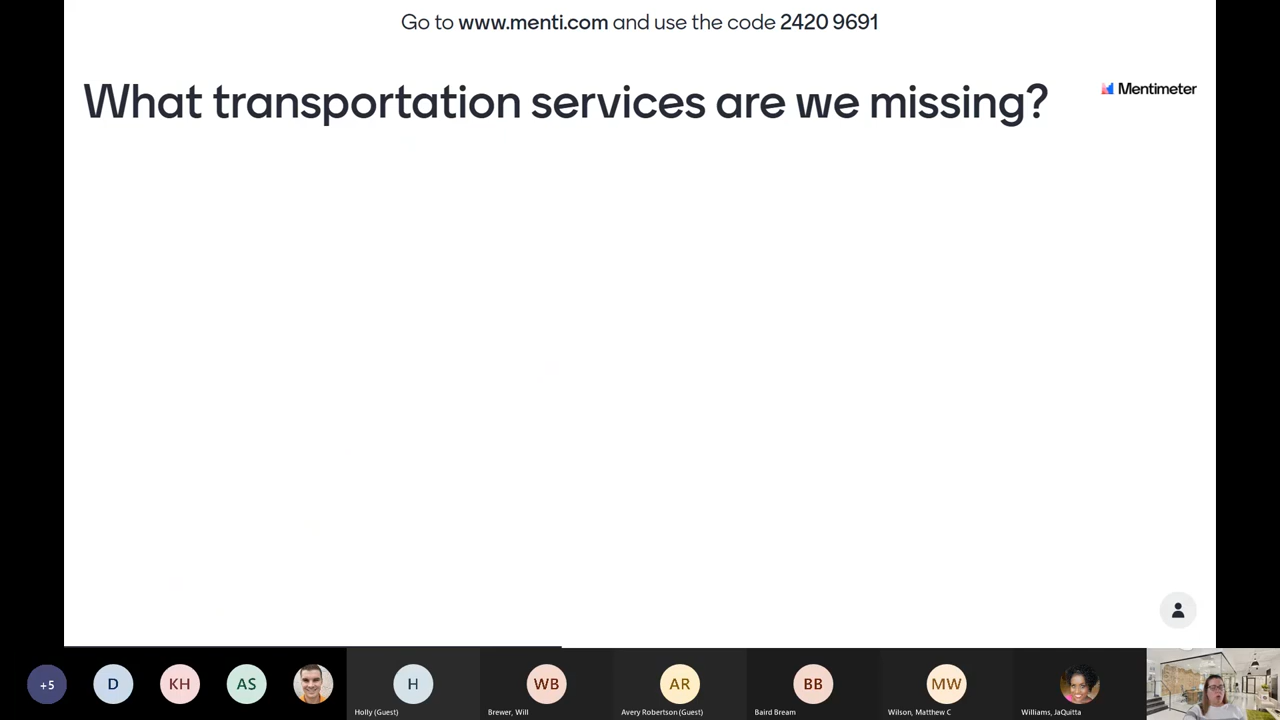 Go to www.menti.com and use the code 2420 9691
What transportation services are we missing?
Mentimeter
+5
D
KH
AS
H
WB
AR
BB
MW
Holly (Guest)
Brewer, Will
Avery Robertson (Guest)
Baird Bream
Wilson, Matthew C
Williams, JaQuitta